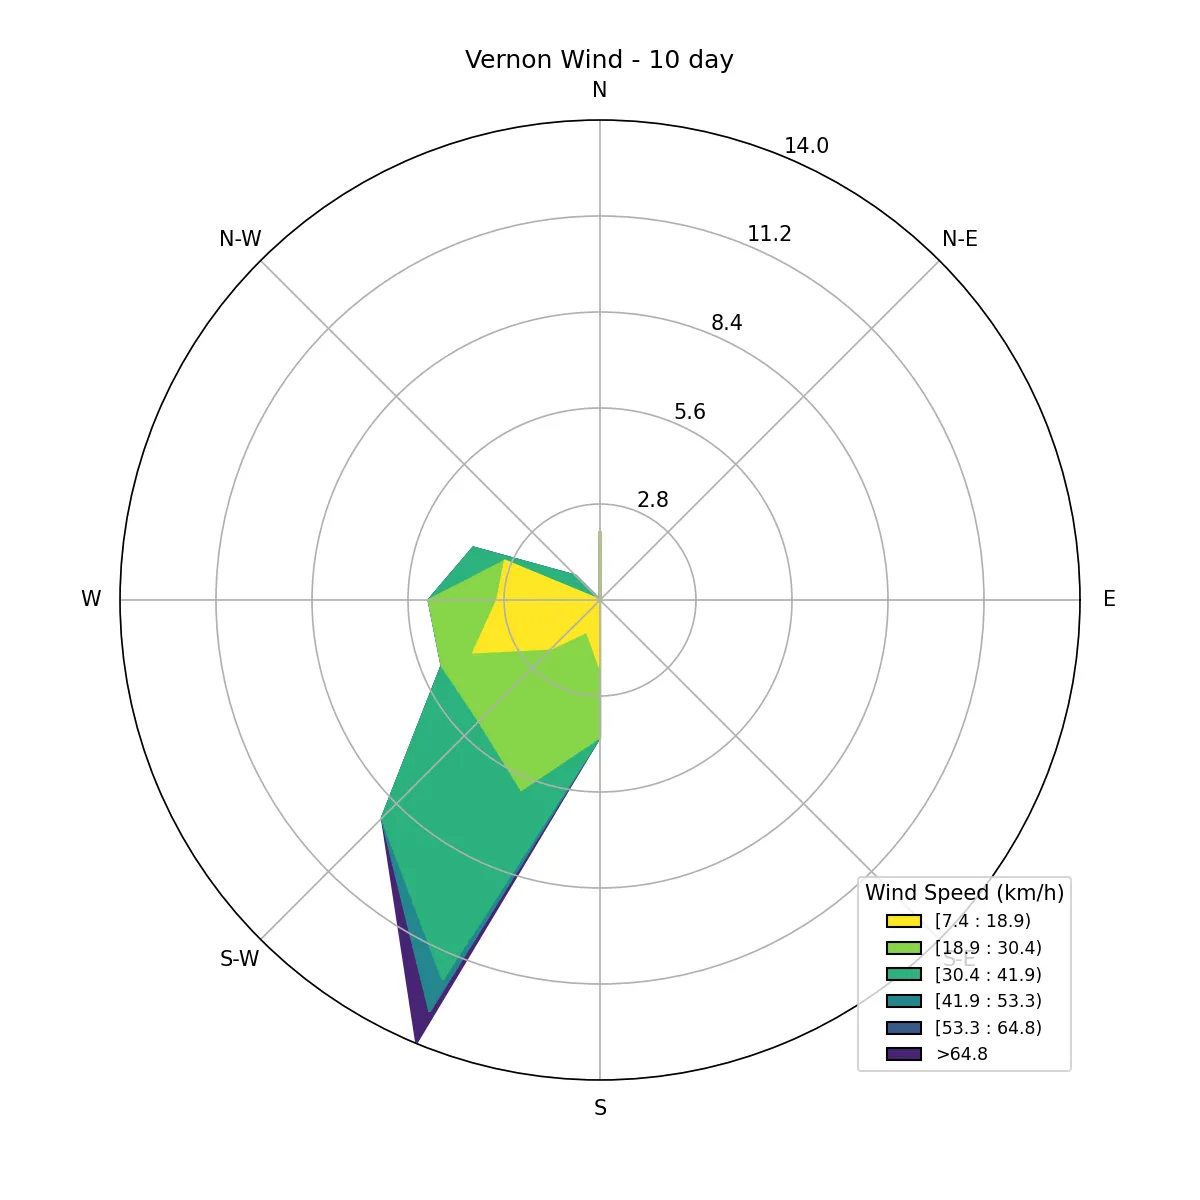 Vernon Wind - 10 day
N
14.0
11.2
N-W
N-E
8.4
5.6
2.8
W
E
S-W
S-E
S
Wind Speed (km/h)
[7.4 : 18.9)
[18.9 : 30.4)
[30.4 : 41.9)
[41.9 : 53.3)
[53.3 : 64.8)
>64.8